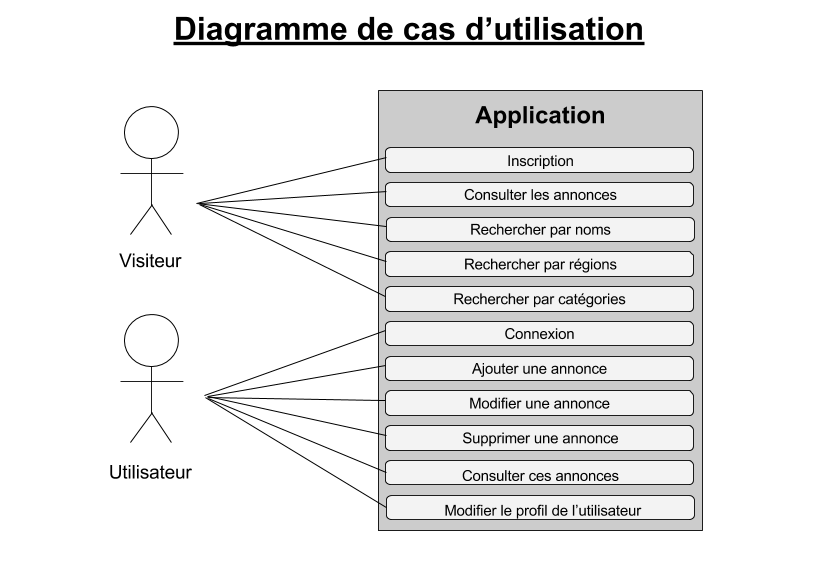 Diagramme de cas d’utilisation
Application
Inscription
Consulter les annonces
Rechercher par noms
Rechercher par régions
Visiteur
Rechercher par catégories
Connexion
Ajouter une annonce
Modifier une annonce
Supprimer une annonce
Utilisateur
Consulter ces annonces
Modifier le profil de l’utilisateur